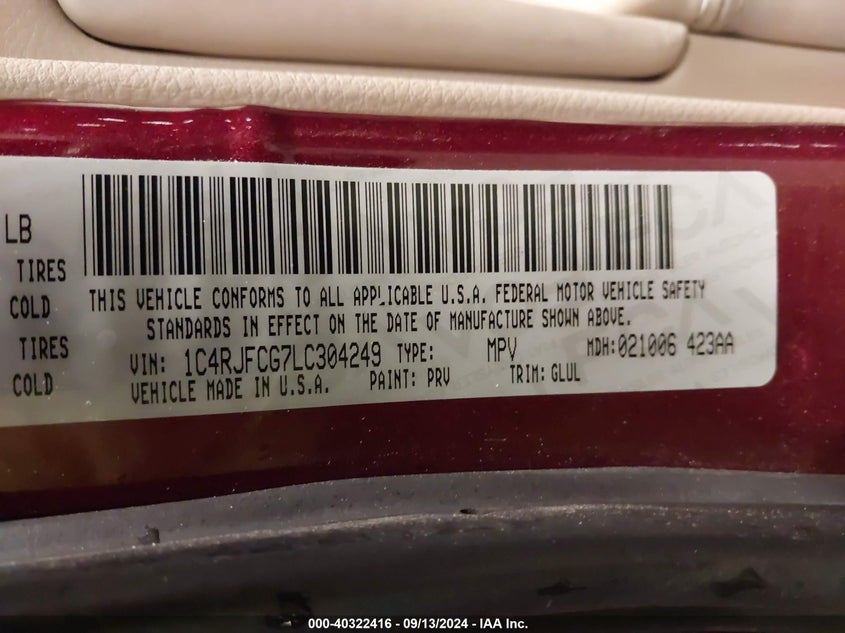 LB
TIRES
COLD
TIRES
COLD
THIS VEHICLE CONFORMS TO ALL APPLICABLE U.S.A. FEDERAL MOTOR VEHICLE SAFETY
STANDARDS IN EFFECT ON THE DATE OF MANUFACTURE SHOWN ABOVE.
VIN: 1C4RJFCG7LC304249 TYPE: MPV MDH:021006 423AA
VEHICLE MADE IN U.S.A. PAINT: PRV TRIM: GLUL
000-40322416 - 09/13/2024 - IAA Inc.